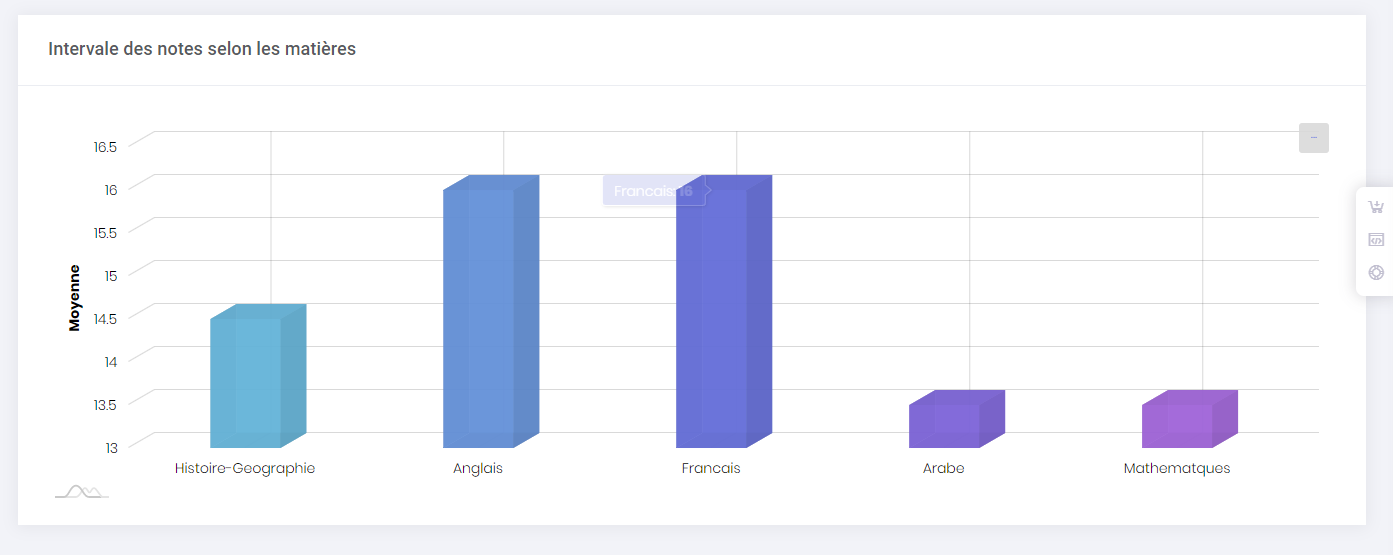 Intervale des notes selon les matières
16.5
16
15.5
15
14.5
14
13.5
13
Moyenne
Francais 16
Histoire-Geographie
Anglais
Francais
Arabe
Mathematques